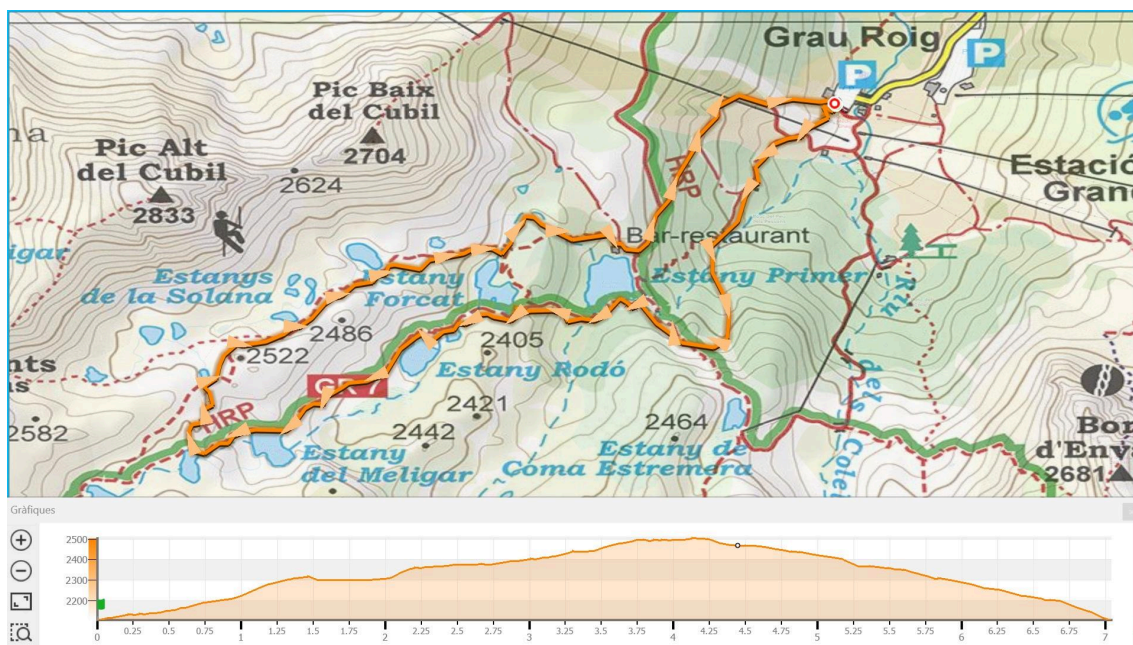 Grau Roig
P
P
Pic Baix
del Cubil
2704
Pic Alt
del Cubil
2833
2624
HRP
Estació
Bar-restaurant
Estanys
de la Solana
Estany
Forcat
Estany Primer
Riu
dels
2486
2522
2405
Estany Rodó
GR7
HRP
2421
2442
2464
2582
Estany
del Meligar
Estany de
Coma Estremera
2681
Gràfiques
2500
2400
2300
2200
0 0.25 0.5 0.75 1 1.25 1.5 1.75 2 2.25 2.5 2.75 3 3.25 3.5 3.75 4 4.25 4.5 4.75 5 5.25 5.5 5.75 6 6.25 6.5 6.75 7